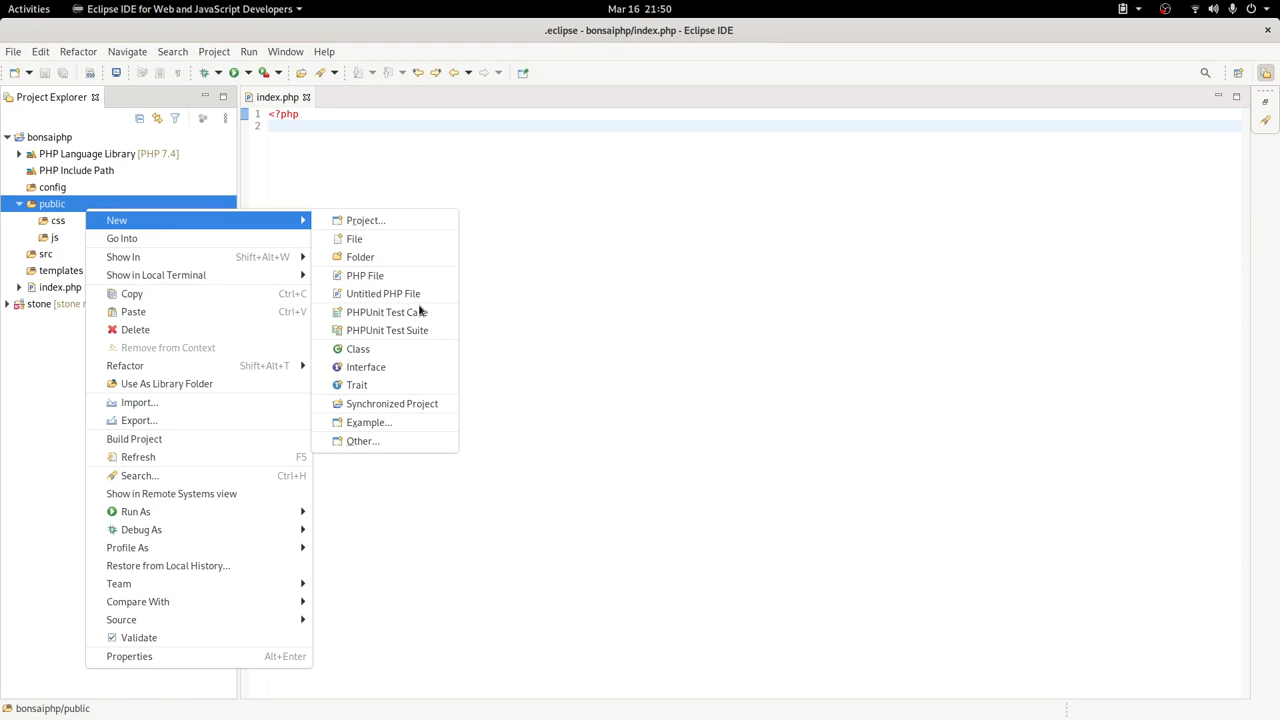 Activities
Eclipse IDE for Web and JavaScript Developers
Mar 16 21:50
.eclipse - bonsaiphp/index.php - Eclipse IDE
File Edit Refactor Navigate Search Project Run Window Help
Project Explorer
index.php
1 <?php
2
bonsaiphp
PHP Language Library [PHP 7.4]
PHP Include Path
config
public
css
js
src
templates
index.php
stone [stone
New
Go Into
Show In Shift+Alt+W
Show in Local Terminal
Copy Ctrl+C
Paste Ctrl+V
Delete
Remove from Context
Refactor Shift+Alt+T
Use As Library Folder
Import...
Export...
Build Project
Refresh F5
Search... Ctrl+H
Show in Remote Systems view
Run As
Debug As
Profile As
Restore from Local History...
Team
Compare With
Source
Validate
Properties Alt+Enter
Project...
File
Folder
PHP File
Untitled PHP File
PHPUnit Test Case
PHPUnit Test Suite
Class
Interface
Trait
Synchronized Project
Example...
Other...
bonsaiphp/public